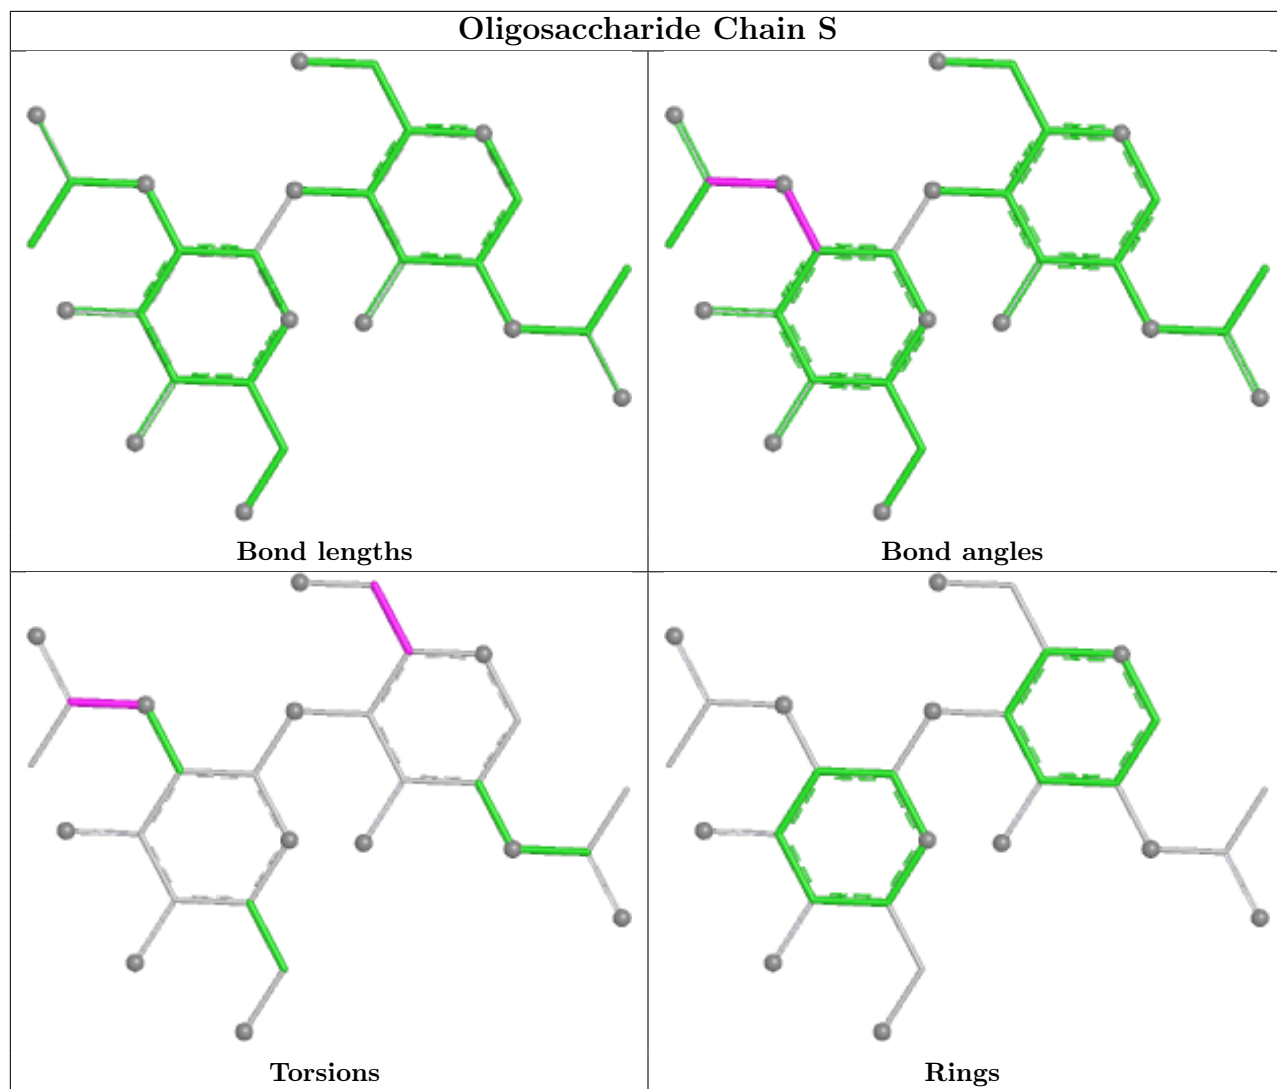 Oligosaccharide Chain S
Bond lengths
Bond angles
Torsions
Rings